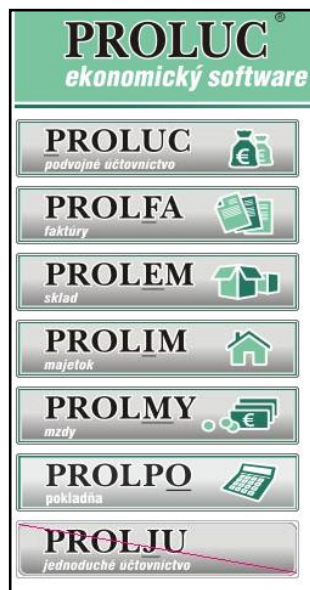 PROLUC®
ekonomický software
PROLUC
podvojné účtovníctvo
PROLFA
faktúry
PROLEM
sklad
PROLIM
majetok
PROLMY
mzdy
PROLPO
pokladňa
PROLJU
jednoduché účtovníctvo